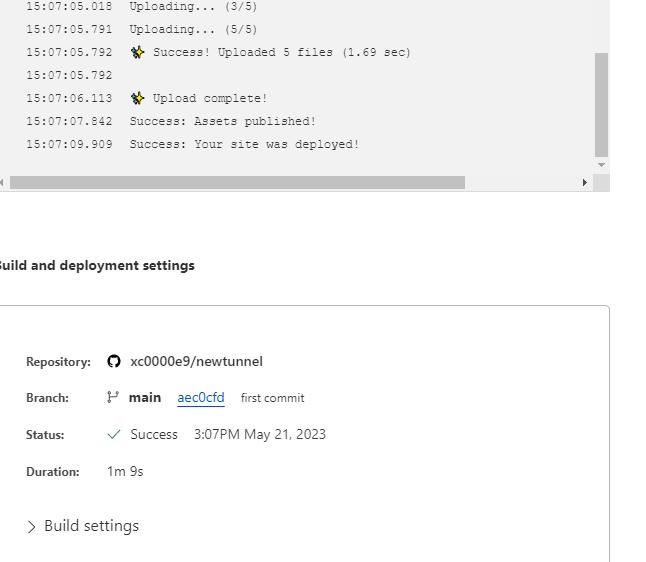 15:07:05.018 Uploading... (3/5)
15:07:05.791 Uploading... (5/5)
15:07:05.792 ✨ Success! Uploaded 5 files (1.69 sec)
15:07:05.792
15:07:06.113 ✨ Upload complete!
15:07:07.842 Success: Assets published!
15:07:09.909 Success: Your site was deployed!
Build and deployment settings
Repository: xc0000e9/newtunnel
Branch: main aec0cfd first commit
Status: Success 3:07PM May 21, 2023
Duration: 1m 9s
Build settings